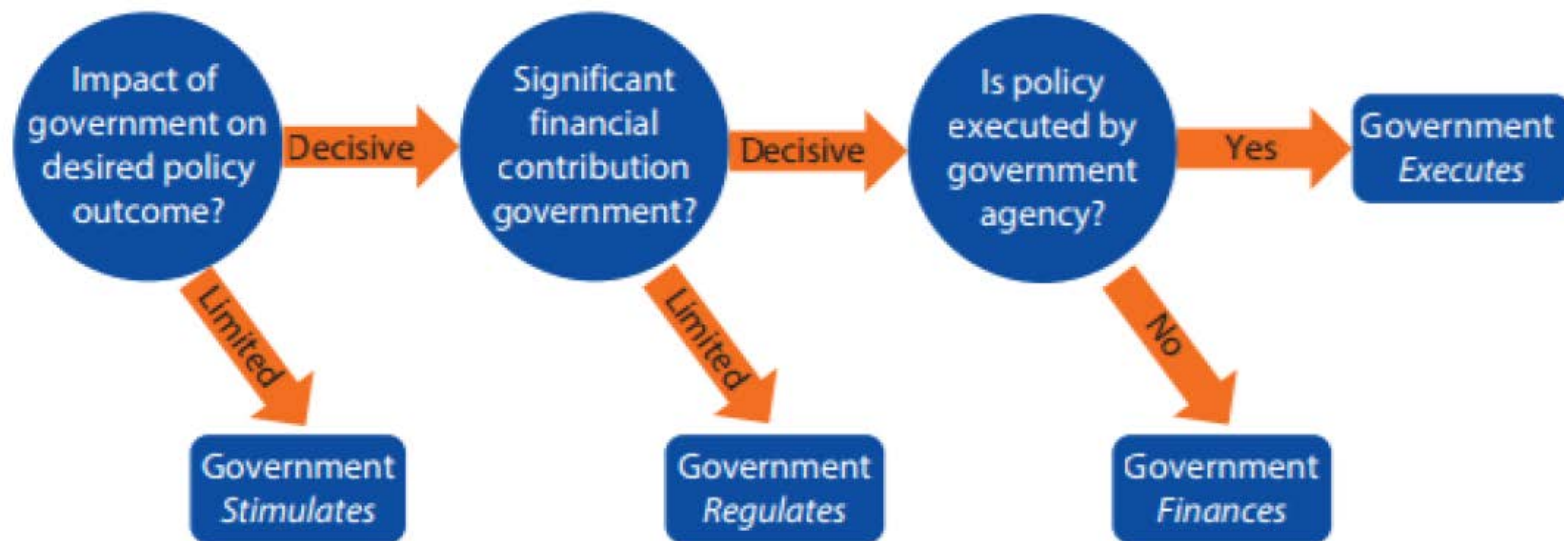 Impact of
government on
desired policy
outcome?
Decisive
Significant
financial
contribution
government?
Decisive
Is policy
executed by
government
agency?
Yes
Government
Executes
Limited
Limited
No
Government
Stimulates
Government
Regulates
Government
Finances